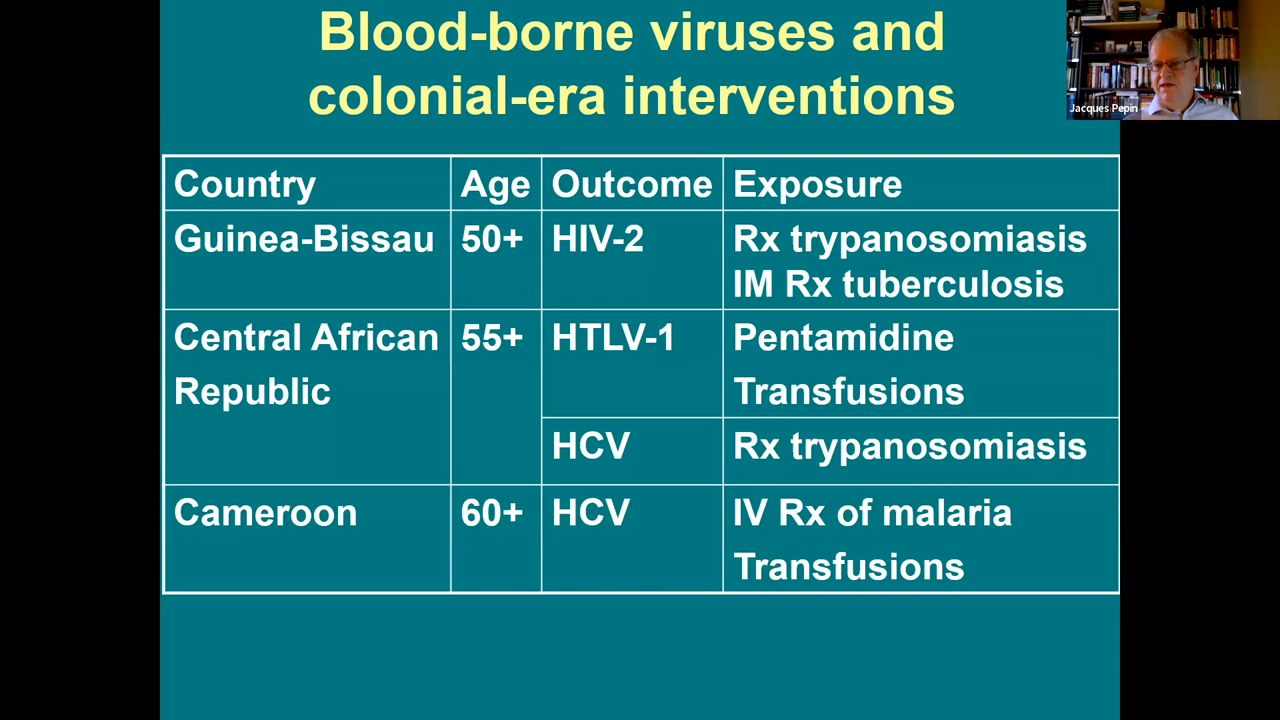 Blood-borne viruses and
colonial-era interventions
Jacques Pepin
Country Age Outcome Exposure
Guinea-Bissau 50+ HIV-2 Rx trypanosomiasis
IM Rx tuberculosis
Central African 55+ HTLV-1 Pentamidine
Republic Transfusions
HCV Rx trypanosomiasis
Cameroon 60+ HCV IV Rx of malaria
Transfusions